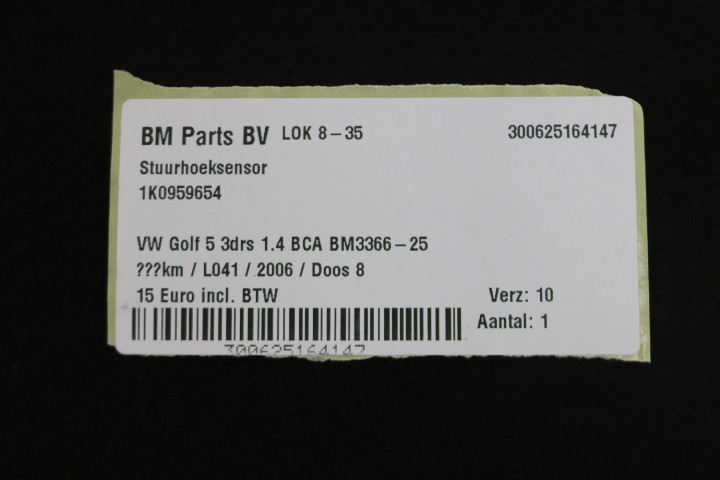 BM Parts BV LOK 8-35 300625164147
Stuurhoeksensor
1K0959654
VW Golf 5 3drs 1.4 BCA BM3366-25
???km / L041 / 2006 / Doos 8
15 Euro incl. BTW Verz: 10
Aantal: 1
300625164147